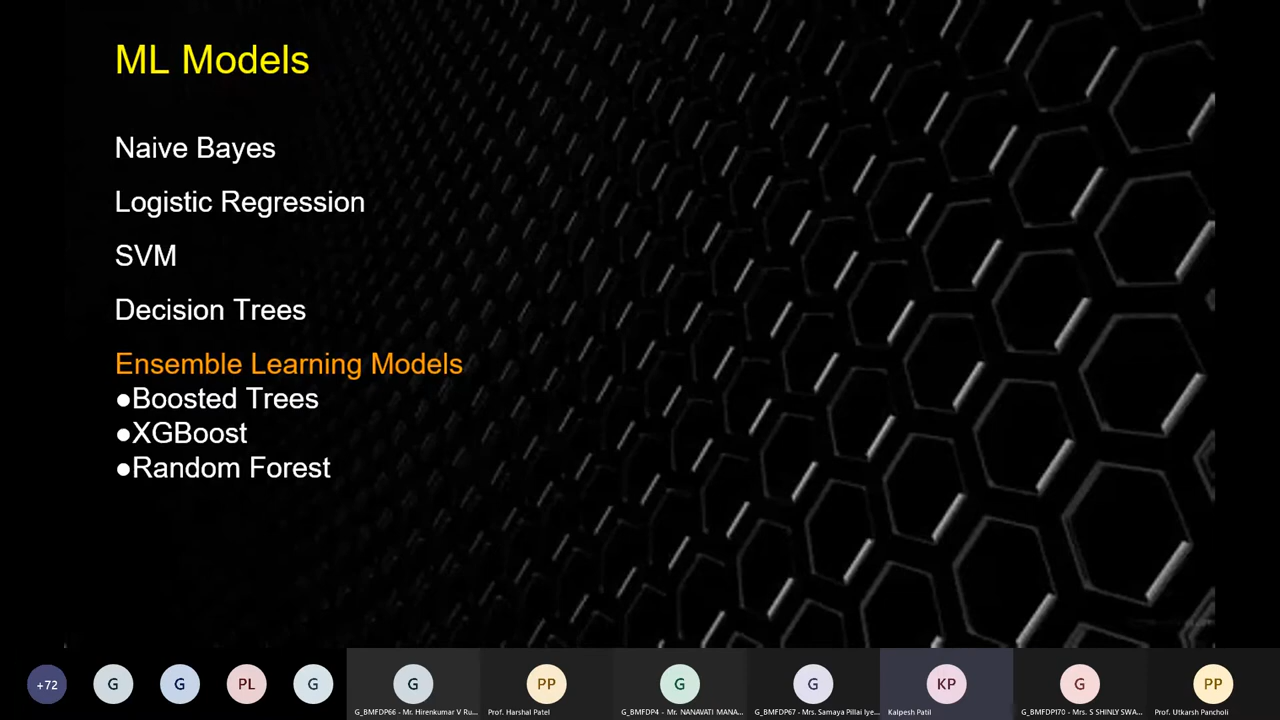 ML Models
Naive Bayes
Logistic Regression
SVM
Decision Trees
Ensemble Learning Models
●Boosted Trees
●XGBoost
●Random Forest
+72
G
G
PL
G
G
PP
G
G
KP
G
PP
G_BMFDP66 - Mr. Hirenkumar V Ru...
Prof. Harshal Patel
G_BMFDP4 - Mr. NANAVATI MANA...
G_BMFDP67 - Mrs. Samaya Pillai Iye...
Kalpesh Patil
G_BMFDP170 - Mrs. S SHINLY SWA...
Prof. Utkarsh Pancholi